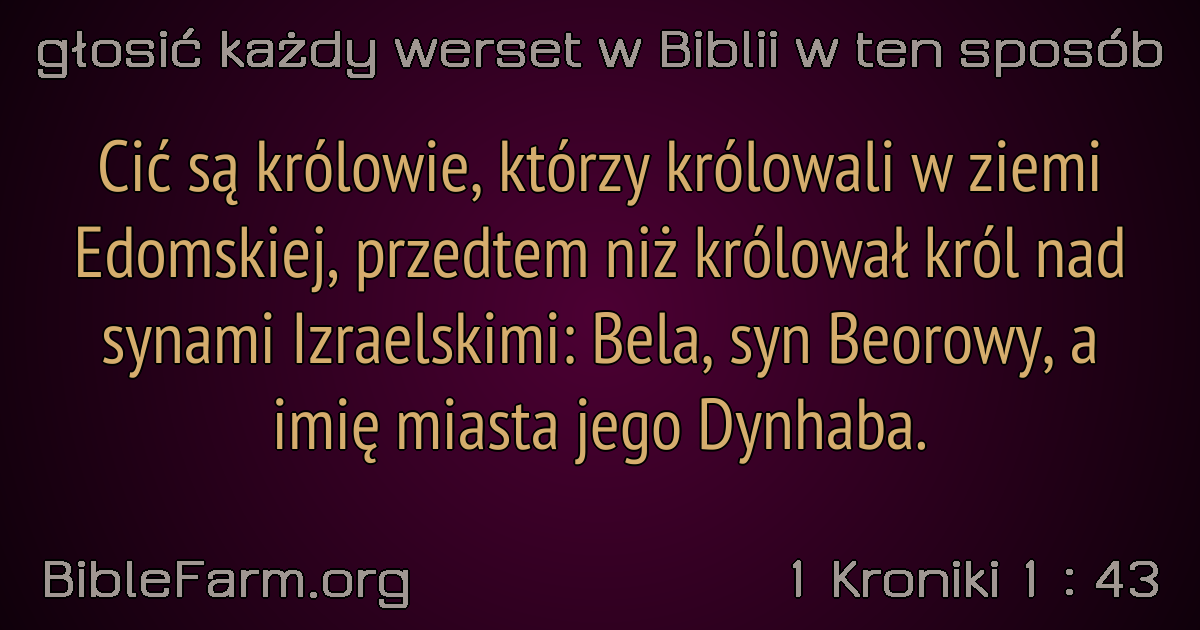 głosić każdy werset w Biblii w ten sposób
Cić są królowie, którzy królowali w ziemi
Edomskiej, przedtem niż królował król nad
synami Izraelskimi: Bela, syn Beorowy, a
imię miasta jego Dynhaba.
BibleFarm.org
1 Kroniki 1 : 43